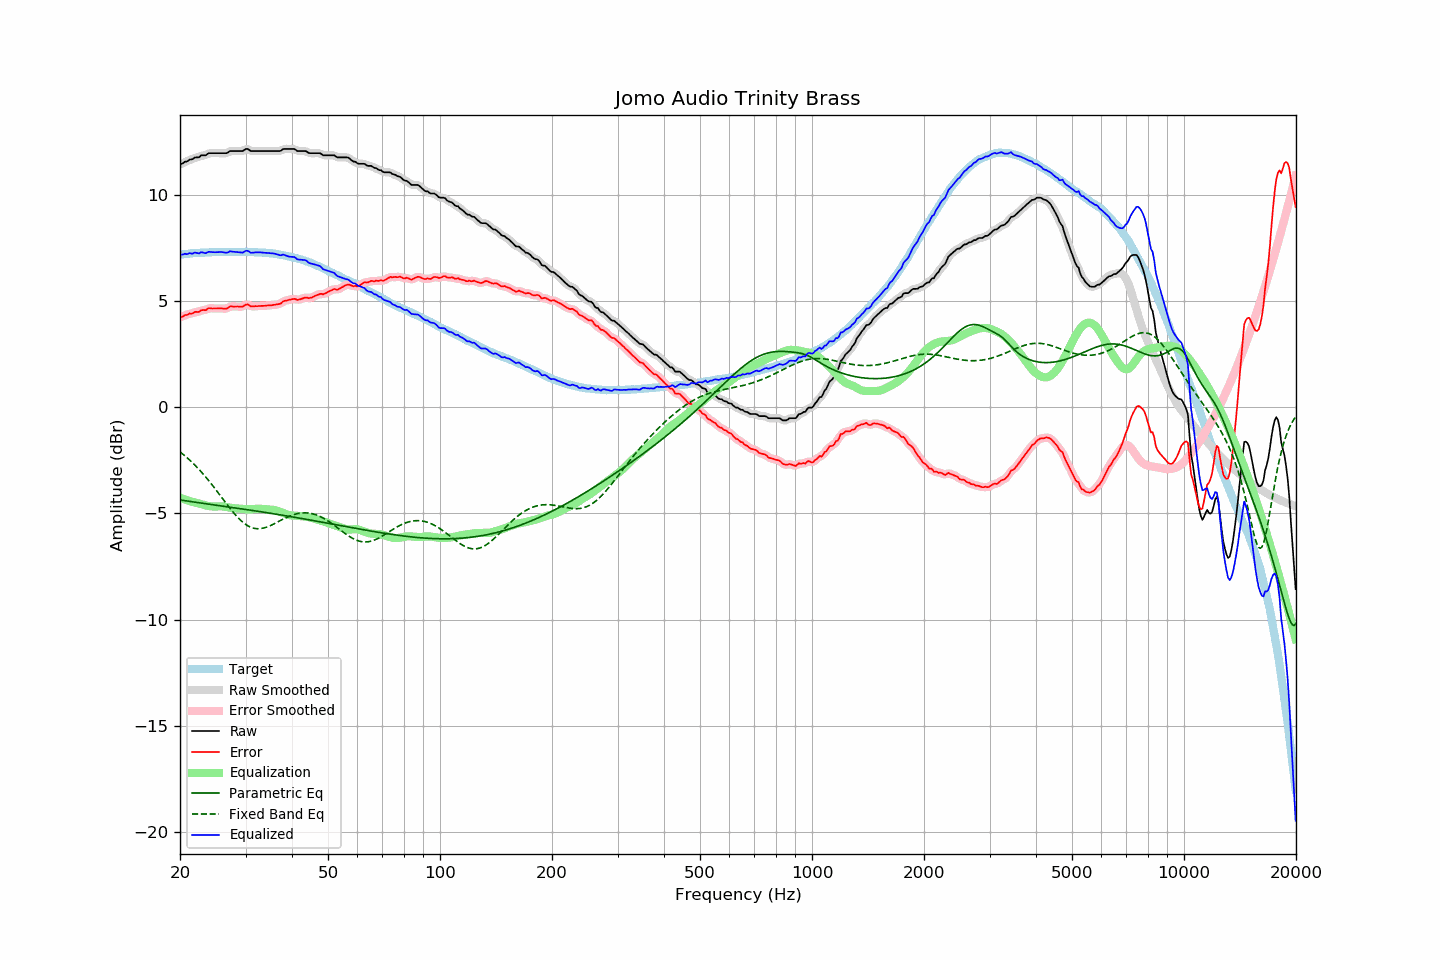 Jomo Audio Trinity Brass
Amplitude (dBr)
10
5
0
−5
−10
−15
−20
Target
Raw Smoothed
Error Smoothed
Raw
Error
Equalization
Parametric Eq
Fixed Band Eq
Equalized
20 50 100 200 500 1000 2000 5000 10000 20000
Frequency (Hz)